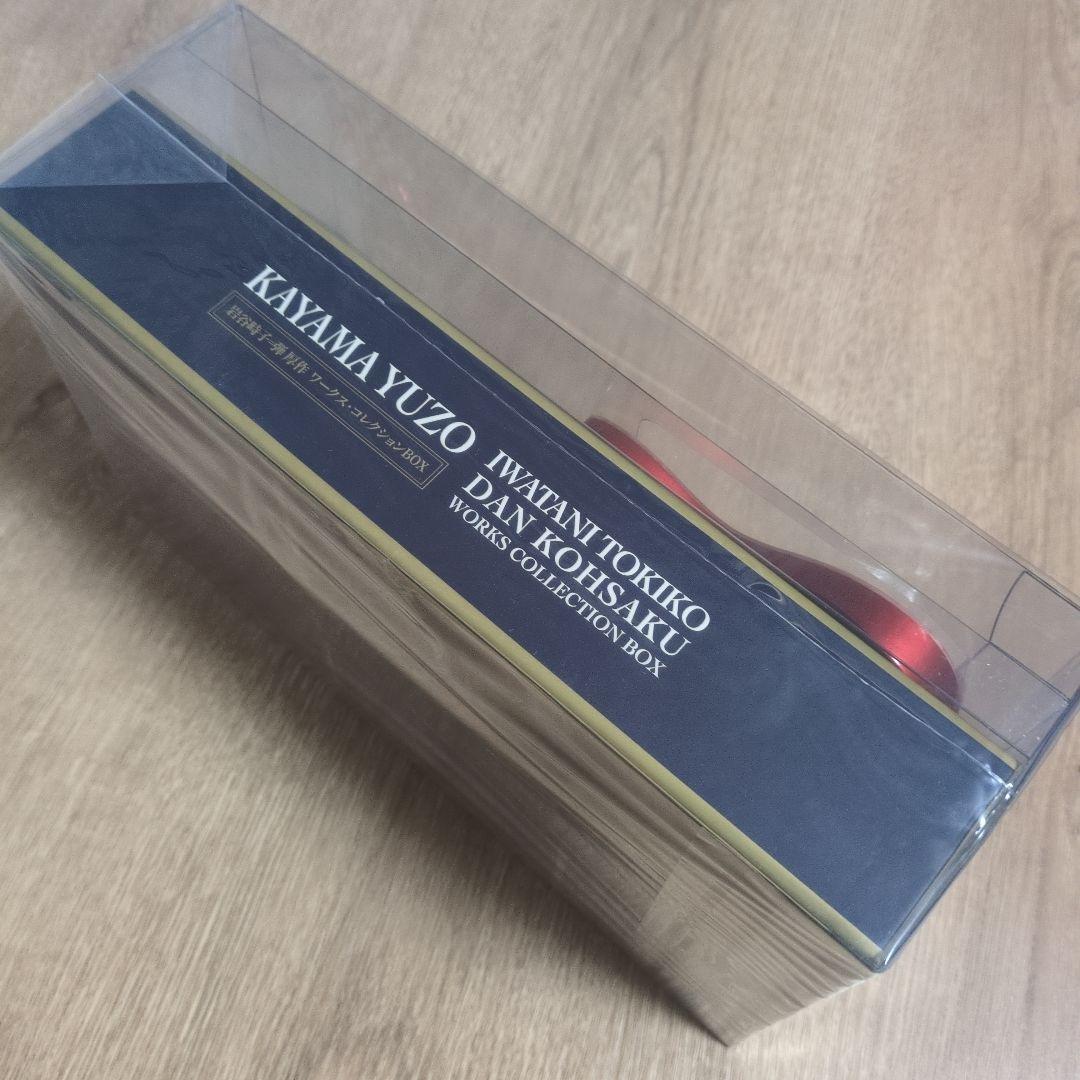 KAYAMA YUZO
岩谷時子=弾 厚作 ワークス・コレクションBOX
IWATANI TOKIKO
DAN KOHSAKU
WORKS COLLECTION BOX